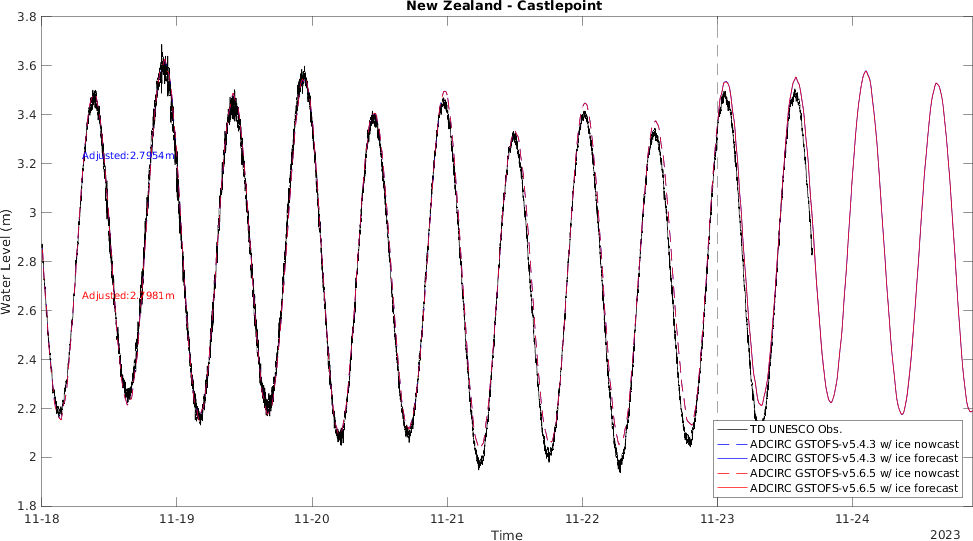 New Zealand - Castlepoint
3.8
3.6
3.4
3.2
3
2.8
2.6
2.4
2.2
2
1.8
Water Level (m)
Adjusted:2.7954m
Adjusted:2.7981m
TD UNESCO Obs.
ADCIRC GSTOFS-v5.4.3 w/ ice nowcast
ADCIRC GSTOFS-v5.4.3 w/ ice forecast
ADCIRC GSTOFS-v5.6.5 w/ ice nowcast
ADCIRC GSTOFS-v5.6.5 w/ ice forecast
11-18 11-19 11-20 11-21 11-22 11-23 11-24
Time
2023